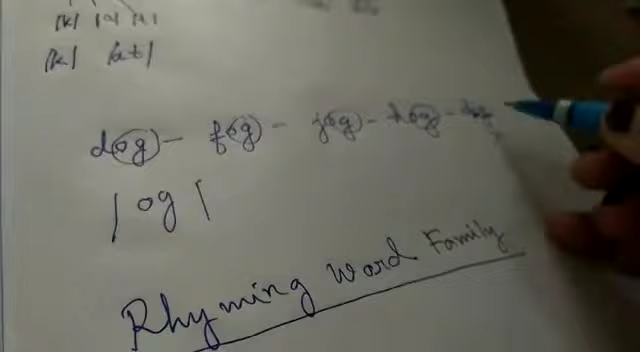 |k| |a| |t|
|k| |at|
dog - fog - jog - hog -
|og|
Rhyming Word Family